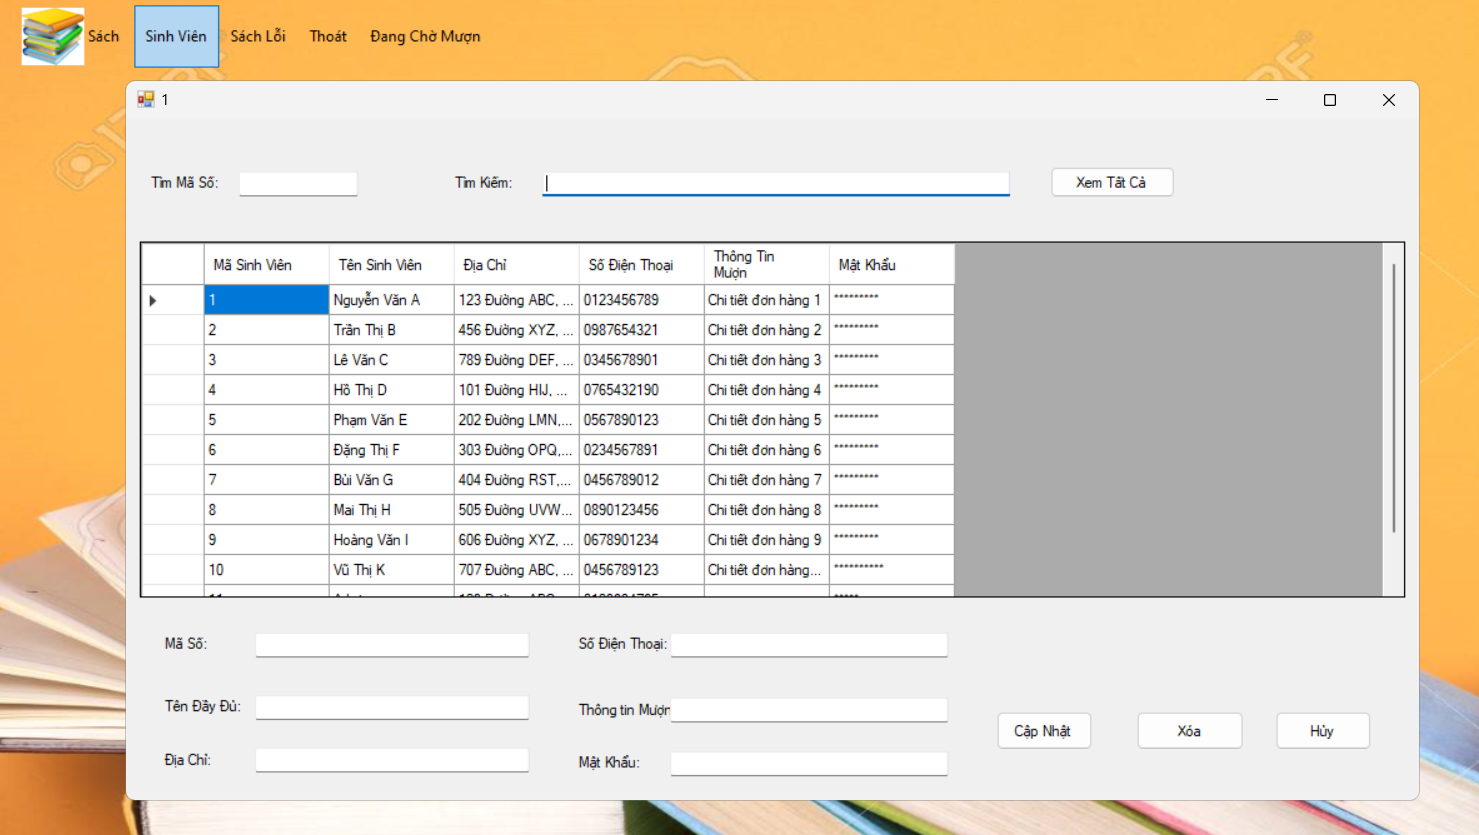 Sách Sinh Viên Sách Lỗi Thoát Đang Chờ Mượn
1
Tìm Mã Số: Tìm Kiếm: Xem Tất Cả
Mã Sinh Viên Tên Sinh Viên Địa Chỉ Số Điện Thoại Thông Tin Mượn Mật Khẩu
1 Nguyễn Văn A 123 Đường ABC, ... 0123456789 Chi tiết đơn hàng 1 *********
2 Trần Thị B 456 Đường XYZ, ... 0987654321 Chi tiết đơn hàng 2 *********
3 Lê Văn C 789 Đường DEF, ... 0345678901 Chi tiết đơn hàng 3 *********
4 Hồ Thị D 101 Đường HIJ, ... 0765432190 Chi tiết đơn hàng 4 *********
5 Phạm Văn E 202 Đường LMN,... 0567890123 Chi tiết đơn hàng 5 *********
6 Đặng Thị F 303 Đường OPQ,... 0234567891 Chi tiết đơn hàng 6 *********
7 Bùi Văn G 404 Đường RST,... 0456789012 Chi tiết đơn hàng 7 *********
8 Mai Thị H 505 Đường UVW... 0890123456 Chi tiết đơn hàng 8 *********
9 Hoàng Văn I 606 Đường XYZ, ... 0678901234 Chi tiết đơn hàng 9 *********
10 Vũ Thị K 707 Đường ABC, ... 0456789123 Chi tiết đơn hàng... **********
Mã Số: Số Điện Thoại:
Tên Đầy Đủ: Thông tin Mượn
Cập Nhật Xóa Hủy
Địa Chỉ: Mật Khẩu: